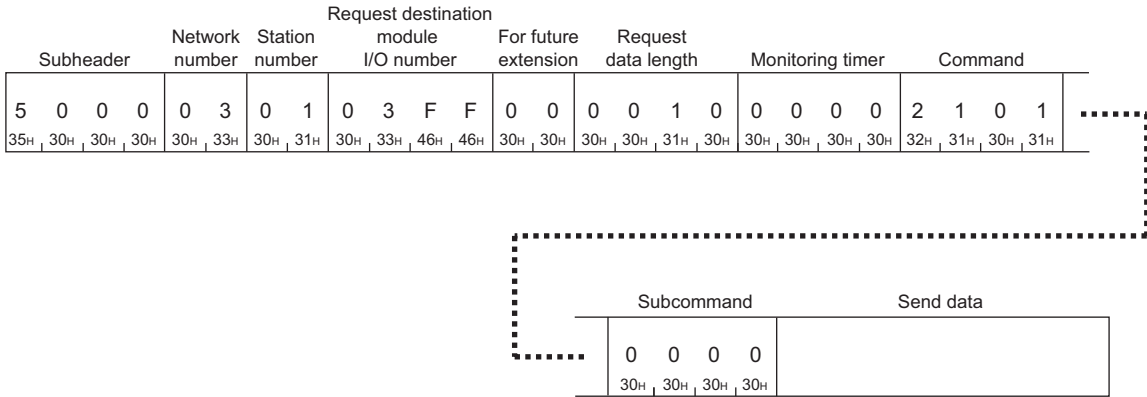 Request destination
Network Station module For future Request
Subheader number number I/O number extension data length Monitoring timer Command
5 0 0 0 0 3 0 1 0 3 F F 0 0 0 0 1 0 0 0 0 0 2 1 0 1
35H 30H 30H 30H 30H 33H 30H 31H 30H 33H 46H 46H 30H 30H 30H 30H 31H 30H 30H 30H 30H 30H 32H 31H 30H 31H
Subcommand Send data
0 0 0 0
30H 30H 30H 30H